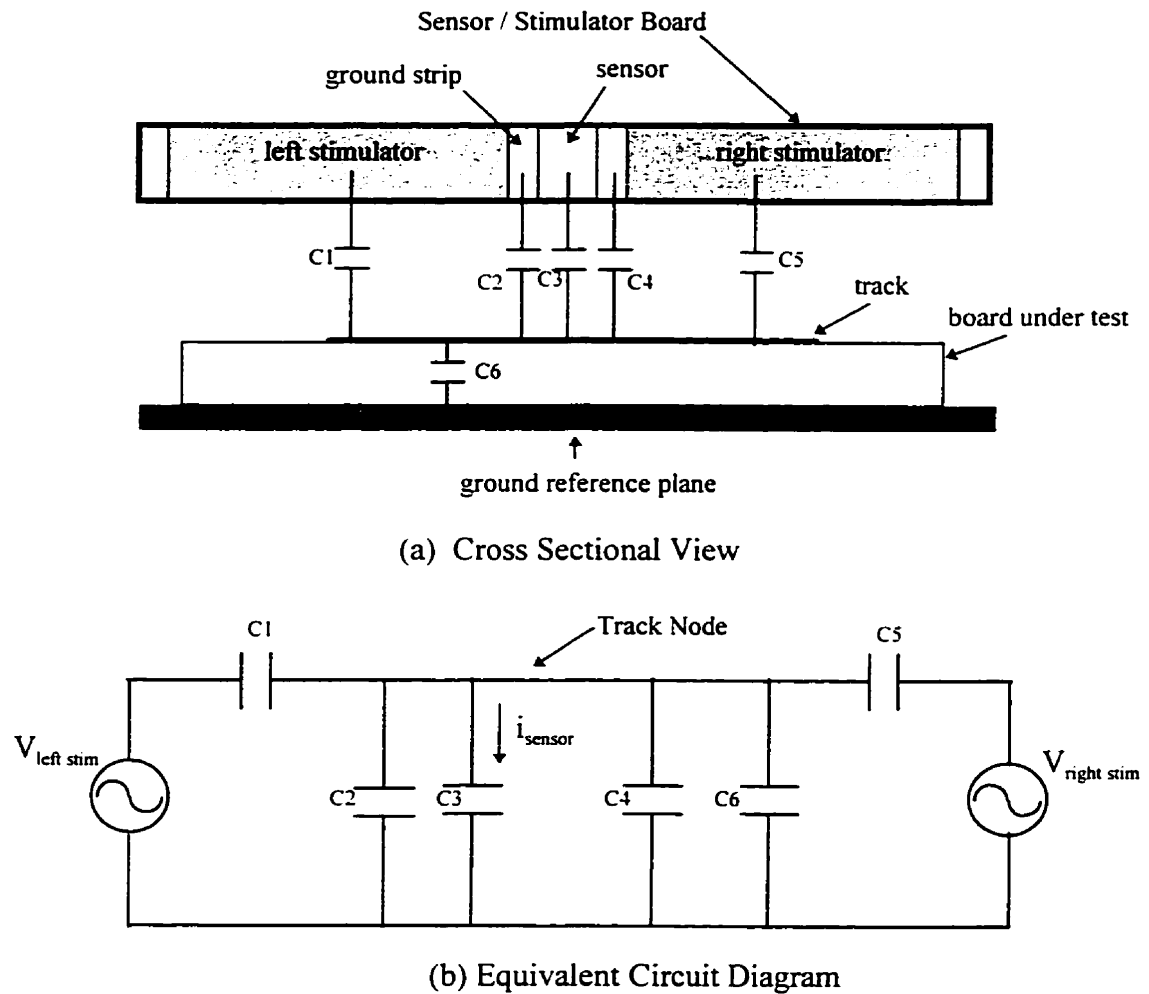 Sensor / Stimulator Board
ground strip
sensor
left stimulator
right stimulator
C1
C2
C3
C4
C5
track
board under test
C6
ground reference plane
(a) Cross Sectional View
C1
Track Node
C5
V left stim
i sensor
V right stim
C2
C3
C4
C6
(b) Equivalent Circuit Diagram